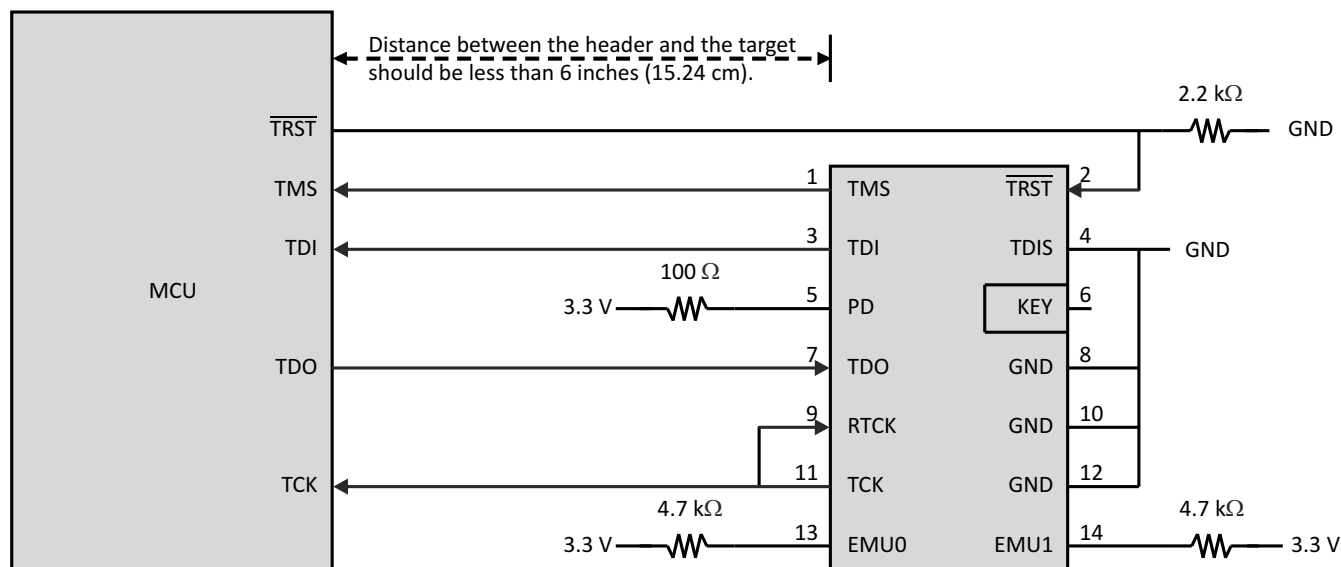 Distance between the header and the target
should be less than 6 inches (15.24 cm).
2.2 kΩ
TRST
GND
TMS
1
TMS
TRST
2
TDI
3
TDI
TDIS
4
GND
MCU
100 Ω
3.3 V
5
PD
KEY
6
TDO
7
TDO
GND
8
9
RTCK
GND
10
TCK
11
TCK
GND
12
4.7 kΩ
4.7 kΩ
3.3 V
13
EMU0
EMU1
14
3.3 V